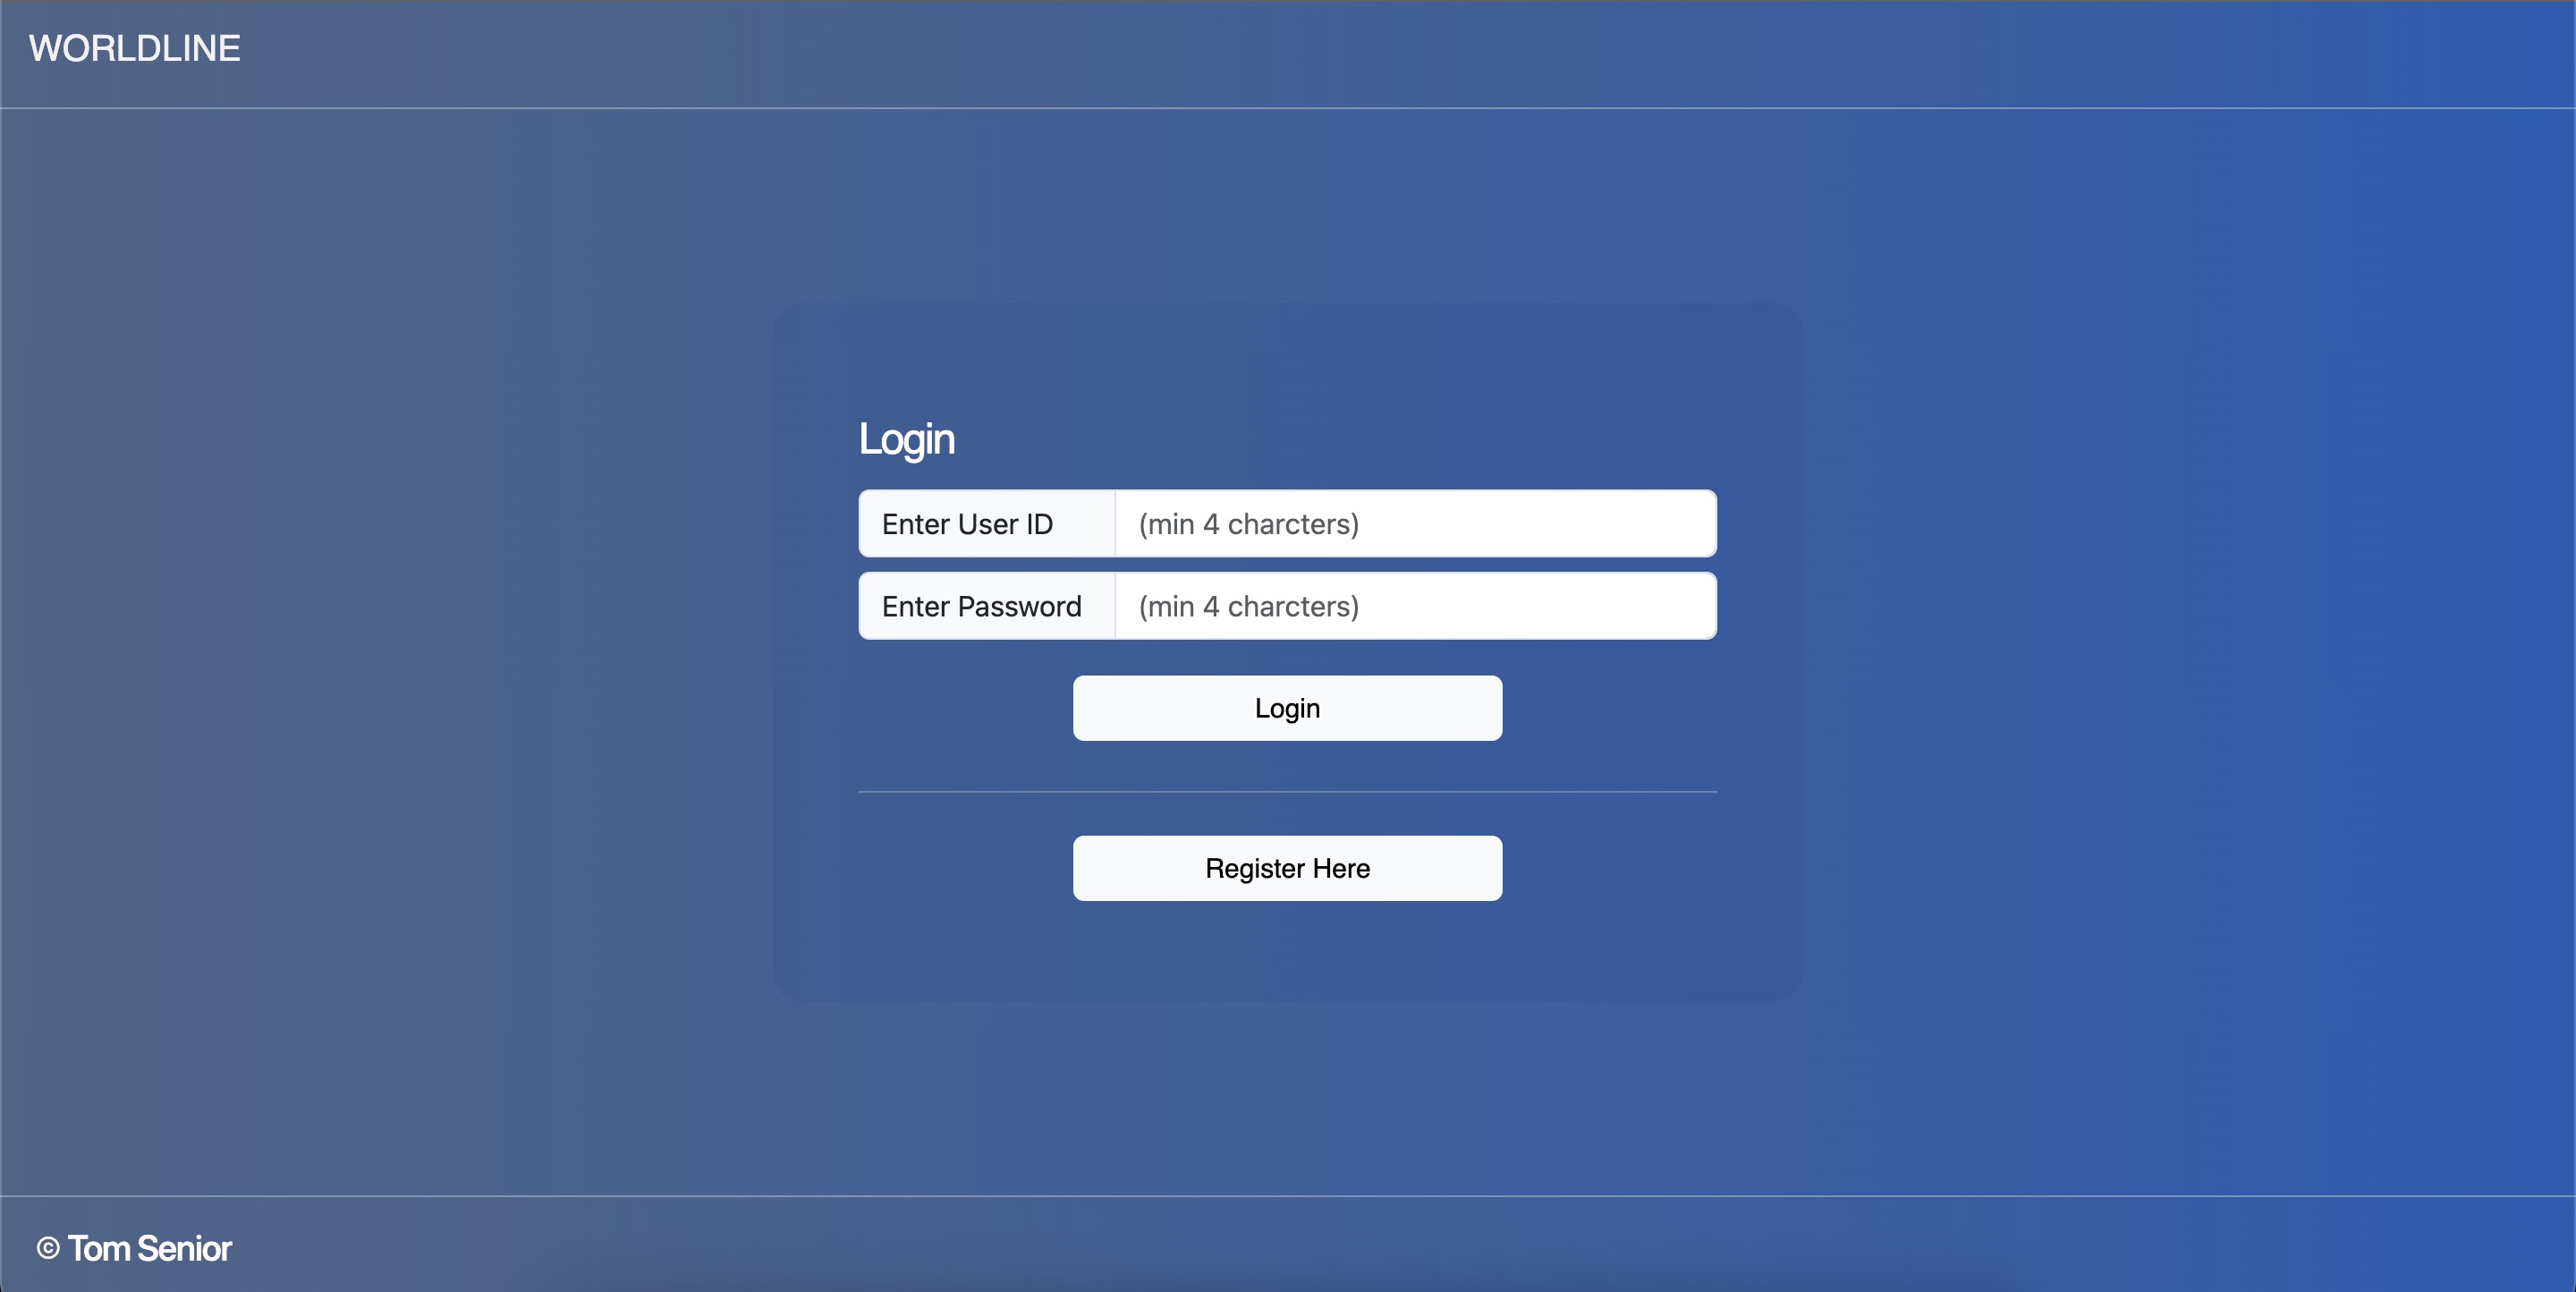 WORLDLINE
Login
Enter User ID (min 4 charcters)
Enter Password (min 4 charcters)
Login
Register Here
© Tom Senior